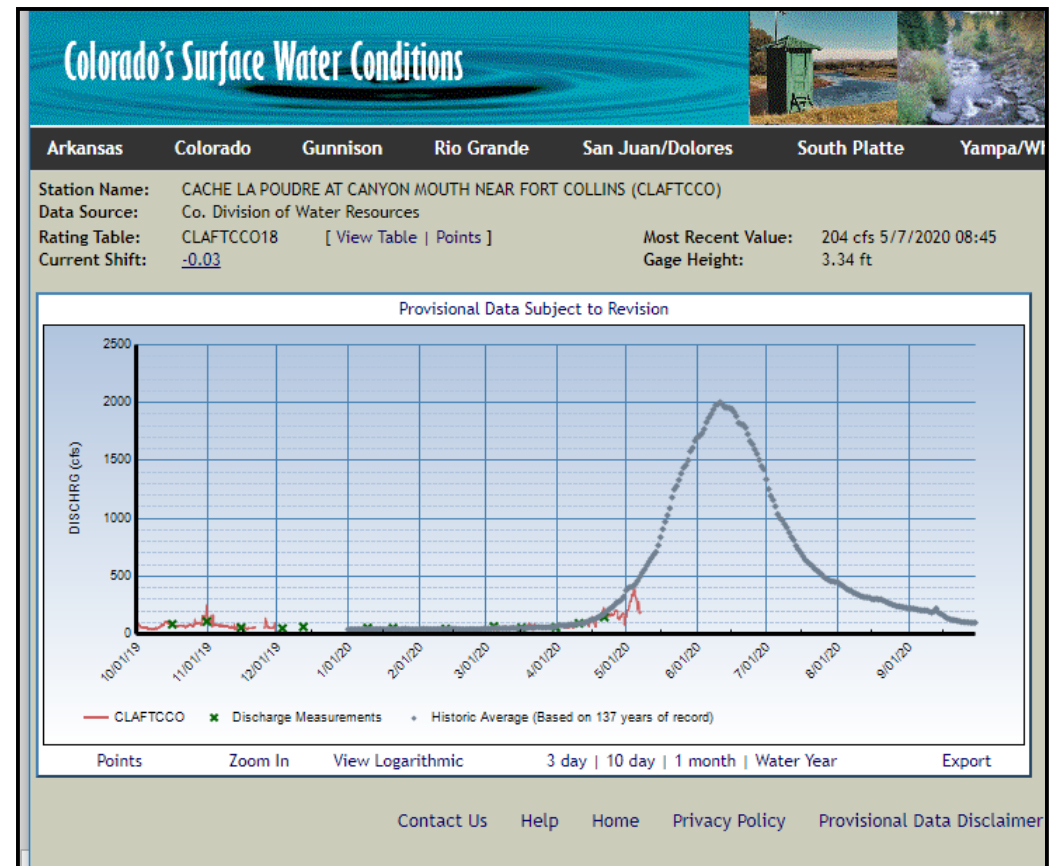 Colorado's Surface Water Conditions
Arkansas Colorado Gunnison Rio Grande San Juan/Dolores South Platte Yampa/Wh
Station Name: CACHE LA POUDRE AT CANYON MOUTH NEAR FORT COLLINS (CLAFTCCO)
Data Source: Co. Division of Water Resources
Rating Table: CLAFTCCO18 [ View Table | Points ] Most Recent Value: 204 cfs 5/7/2020 08:45
Current Shift: -0.03 Gage Height: 3.34 ft
Provisional Data Subject to Revision
2500
2000
1500
1000
500
0
DISCHRG (cfs)
10/01/19 11/01/19 12/01/19 1/01/20 2/01/20 3/01/20 4/01/20 5/01/20 6/01/20 7/01/20 8/01/20 9/01/20
CLAFTCCO Discharge Measurements Historic Average (Based on 137 years of record)
Points Zoom In View Logarithmic 3 day | 10 day | 1 month | Water Year Export
Contact Us Help Home Privacy Policy Provisional Data Disclaimer